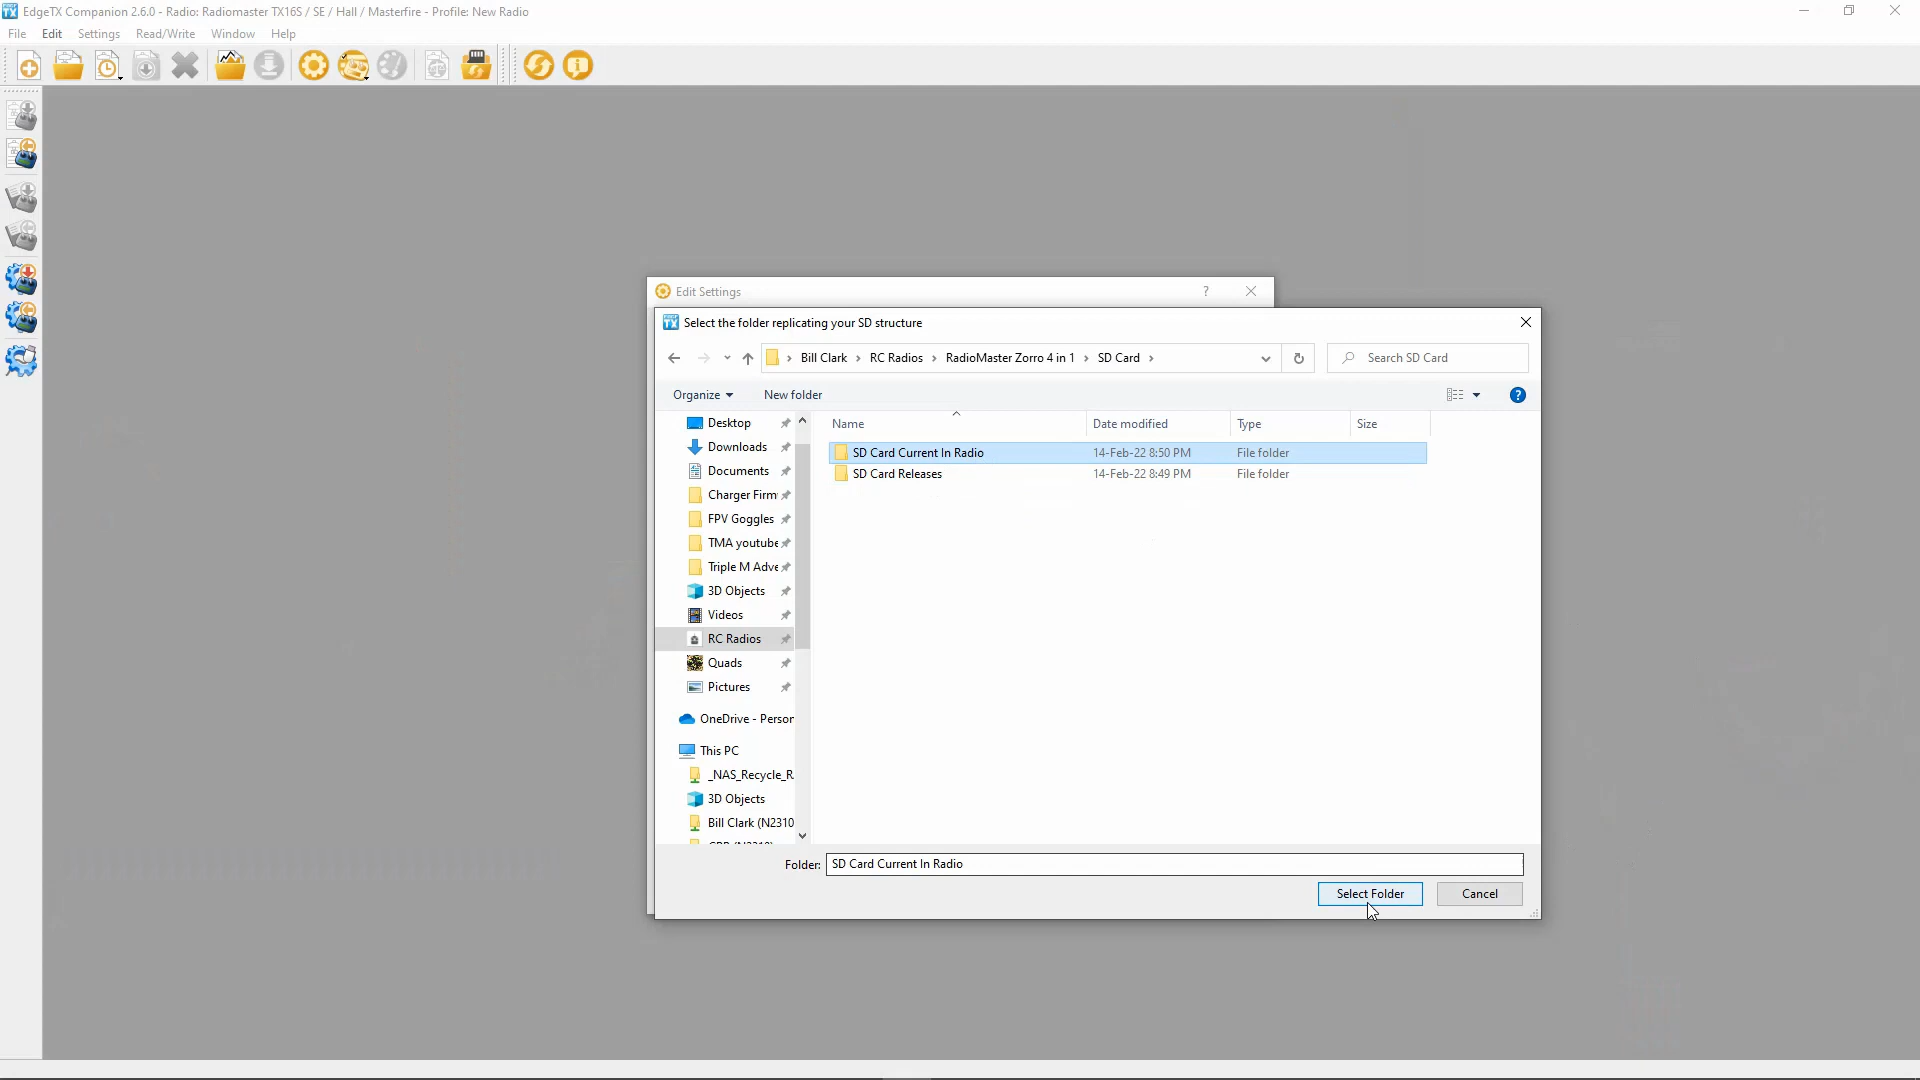 EdgeTX Companion 2.6.0 - Radio: Radiomaster TX16S / SE / Hall / Masterfire - Profile: New Radio
File Edit Settings Read/Write Window Help
Edit Settings
Select the folder replicating your SD structure
Bill Clark › RC Radios › RadioMaster Zorro 4 in 1 › SD Card ›
Search SD Card
Organize New folder
Name Date modified Type Size
SD Card Current In Radio 14-Feb-22 8:50 PM File folder
SD Card Releases 14-Feb-22 8:49 PM File folder
Desktop
Downloads
Documents
Charger Firm
FPV Goggles
TMA youtube
Triple M Adve
3D Objects
Videos
RC Radios
Quads
Pictures
OneDrive - Person
This PC
_NAS_Recycle_R
3D Objects
Bill Clark (N2310
Folder: SD Card Current In Radio
Select Folder Cancel